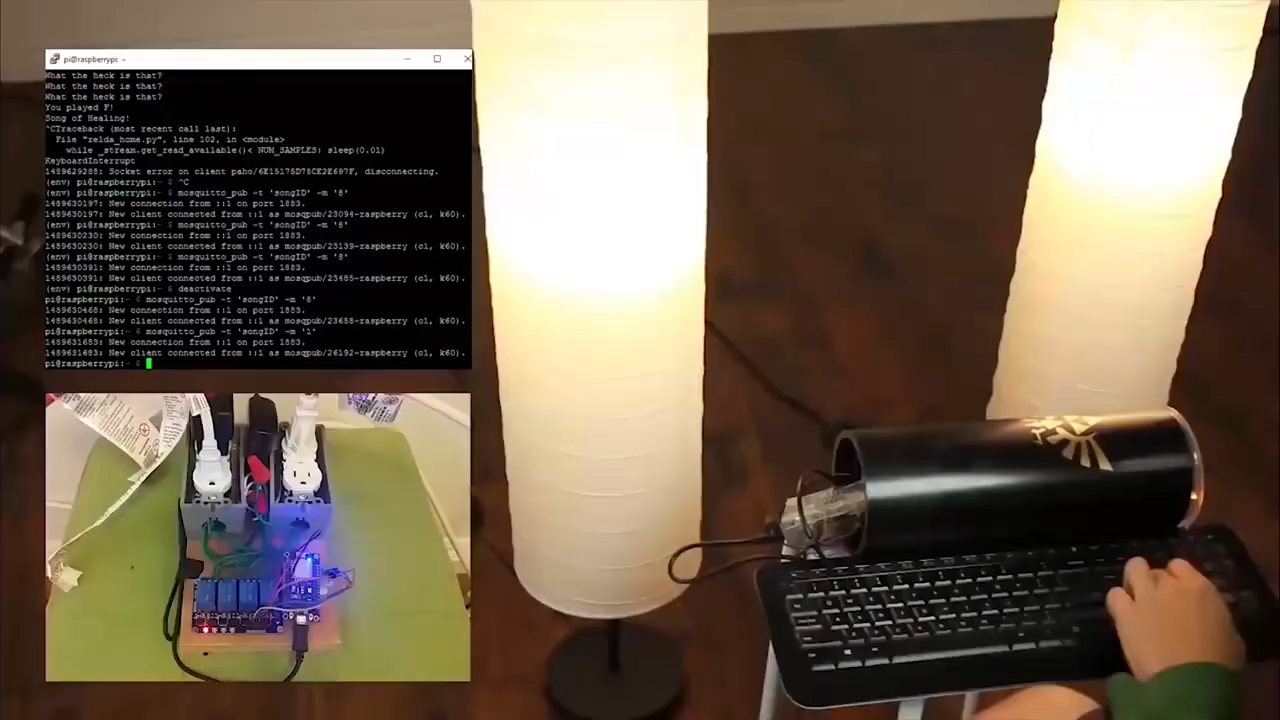 pi@raspberrypi: ~
What the heck is that?
What the heck is that?
What the heck is that?
You played F!
Song of Healing!
^CTraceback (most recent call last):
File "zelda_home.py", line 102, in <module>
while _stream.get_read_available()< NUM_SAMPLES: sleep(0.01)
KeyboardInterrupt
1489629288: Socket error on client paho/6E15175D78CE2E697F, disconnecting.
(env) pi@raspberrypi:~ $ ^C
(env) pi@raspberrypi:~ $ mosquitto_pub -t 'songID' -m '8'
1489630197: New connection from ::1 on port 1883.
1489630197: New client connected from ::1 as mosqpub/23094-raspberry (c1, k60).
(env) pi@raspberrypi:~ $ mosquitto_pub -t 'songID' -m '8'
1489630230: New connection from ::1 on port 1883.
1489630230: New client connected from ::1 as mosqpub/23139-raspberry (c1, k60).
(env) pi@raspberrypi:~ $ mosquitto_pub -t 'songID' -m '8'
1489630391: New connection from ::1 on port 1883.
1489630391: New client connected from ::1 as mosqpub/23485-raspberry (c1, k60).
(env) pi@raspberrypi:~ $ deactivate
pi@raspberrypi:~ $ mosquitto_pub -t 'songID' -m '8'
1489630468: New connection from ::1 on port 1883.
1489630468: New client connected from ::1 as mosqpub/23658-raspberry (c1, k60).
pi@raspberrypi:~ $ mosquitto_pub -t 'songID' -m '1'
1489631683: New connection from ::1 on port 1883.
1489631683: New client connected from ::1 as mosqpub/26192-raspberry (c1, k60).
pi@raspberrypi:~ $